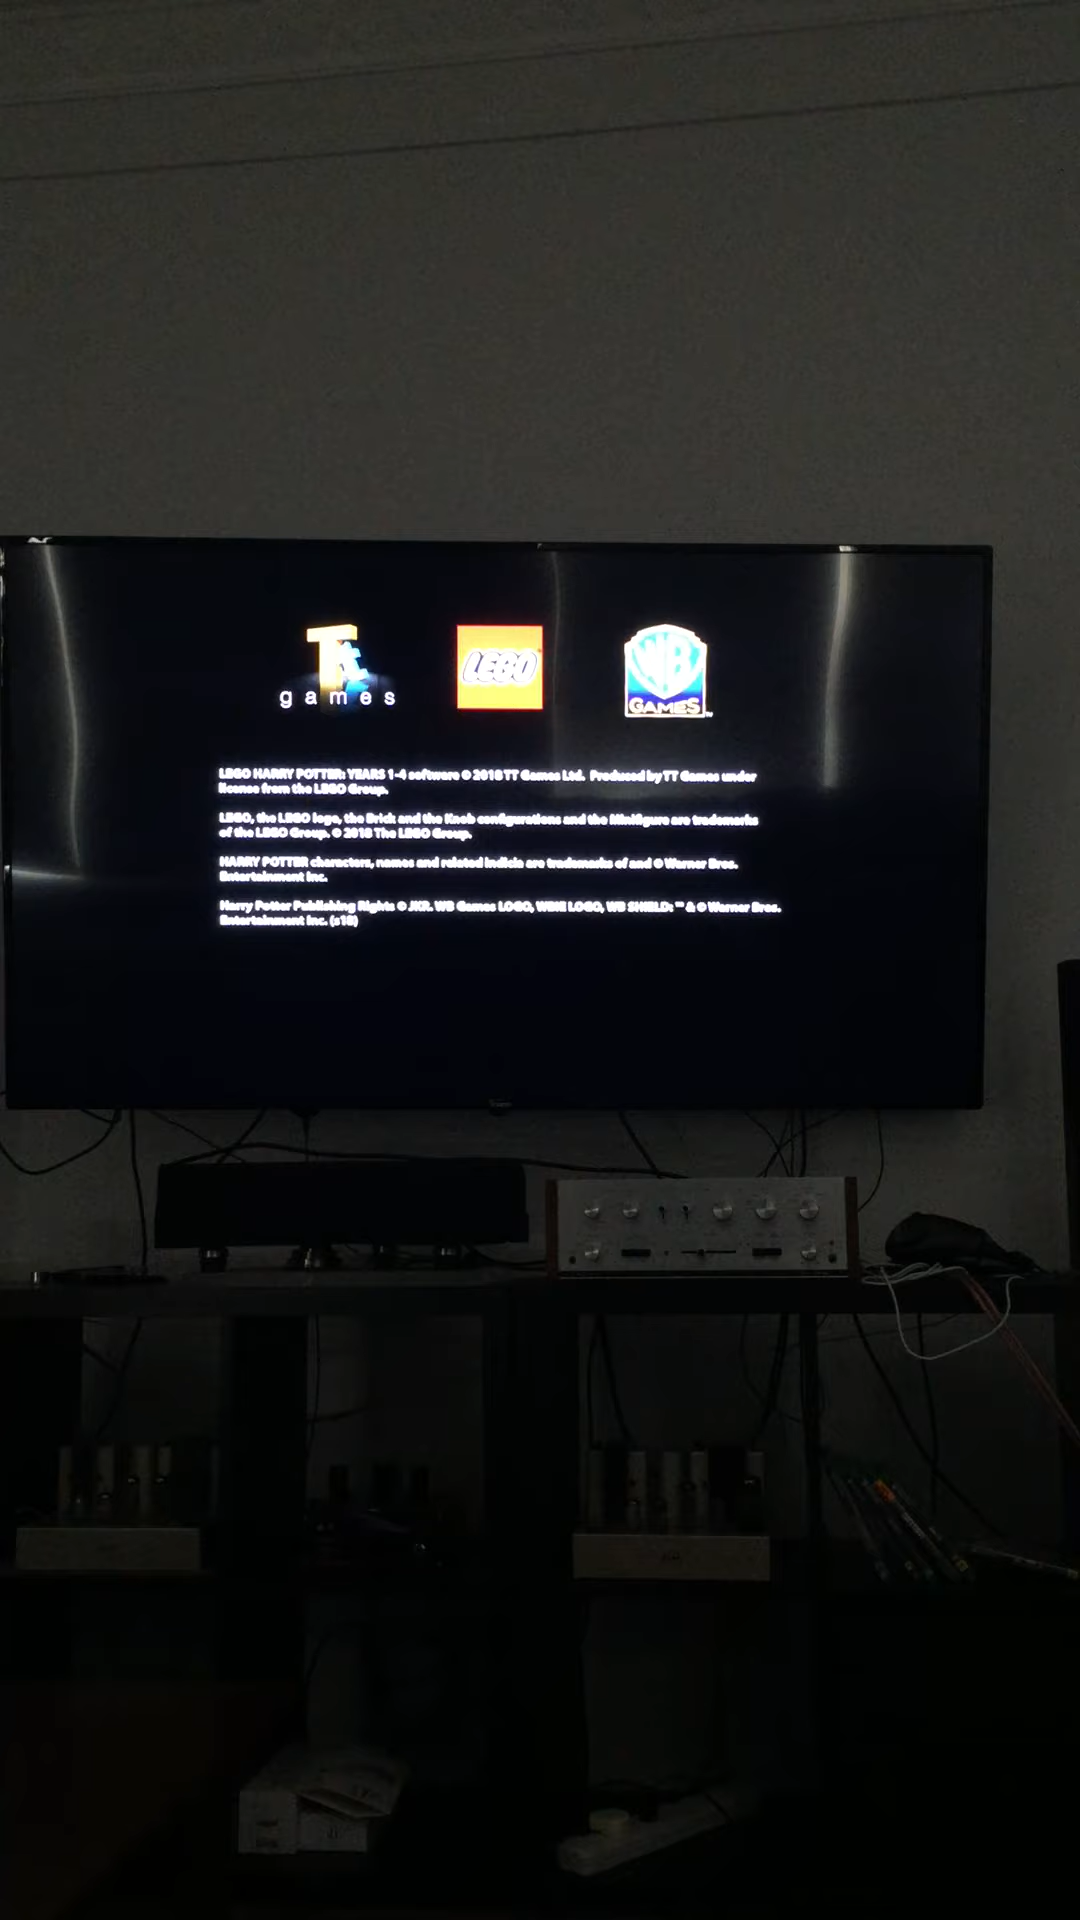 Tt
games
LEGO
WB
GAMES
LEGO HARRY POTTER: YEARS 1-4 software © 2018 TT Games Ltd. Produced by TT Games under
license from the LEGO Group.
LEGO, the LEGO logo, the Brick and the Knob configurations and the Minifigure are trademarks
of the LEGO Group. © 2018 The LEGO Group.
HARRY POTTER characters, names and related indicia are trademarks of and © Warner Bros.
Entertainment Inc.
Harry Potter Publishing Rights © JKR. WB Games LOGO, WBIE LOGO, WB SHIELD: ™ & © Warner Bros.
Entertainment Inc. (s18)